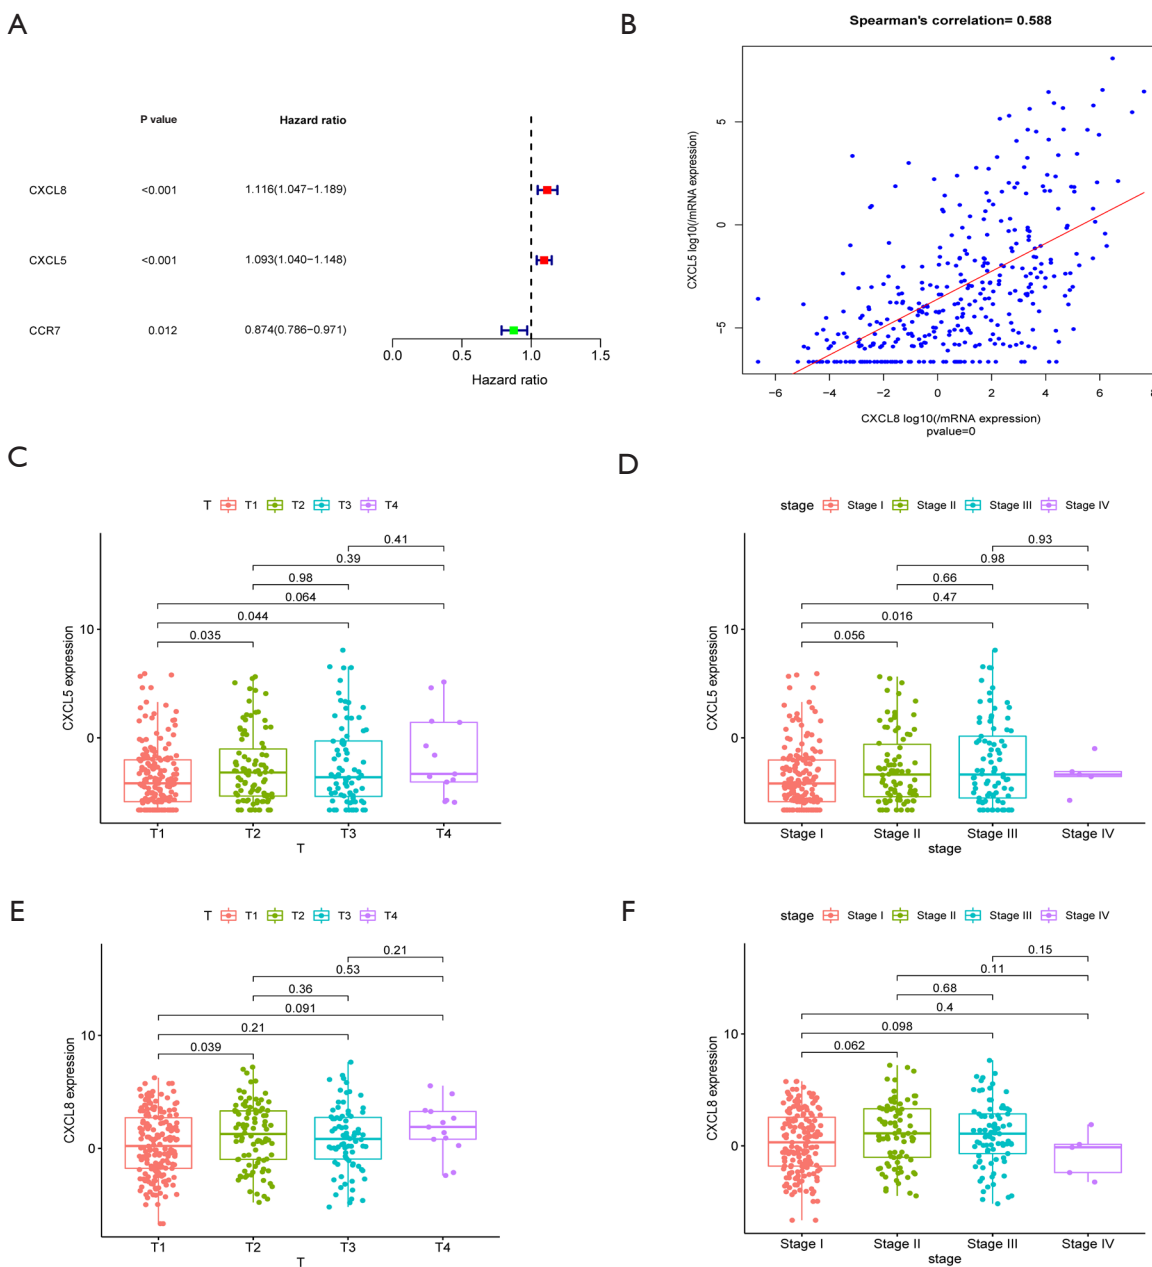 A
P value Hazard ratio
CXCL8 <0.001 1.116(1.047−1.189)
CXCL5 <0.001 1.093(1.040−1.148)
CCR7 0.012 0.874(0.786−0.971)
0.0 0.5 1.0 1.5
Hazard ratio
B
Spearman's correlation= 0.588
CXCL5 log10(/mRNA expression)
5
0
−5
−6 −4 −2 0 2 4 6 8
CXCL8 log10(/mRNA expression)
pvalue=0
C
T T1 T2 T3 T4
0.41
0.39
0.98
0.064
0.044
0.035
CXCL5 expression
10
0
T1 T2 T3 T4
T
D
stage Stage I Stage II Stage III Stage IV
0.93
0.98
0.66
0.47
0.016
0.056
CXCL5 expression
10
0
Stage I Stage II Stage III Stage IV
stage
E
T T1 T2 T3 T4
0.21
0.53
0.36
0.091
0.21
0.039
CXCL8 expression
10
0
T1 T2 T3 T4
T
F
stage Stage I Stage II Stage III Stage IV
0.15
0.11
0.68
0.4
0.098
0.062
CXCL8 expression
10
0
Stage I Stage II Stage III Stage IV
stage